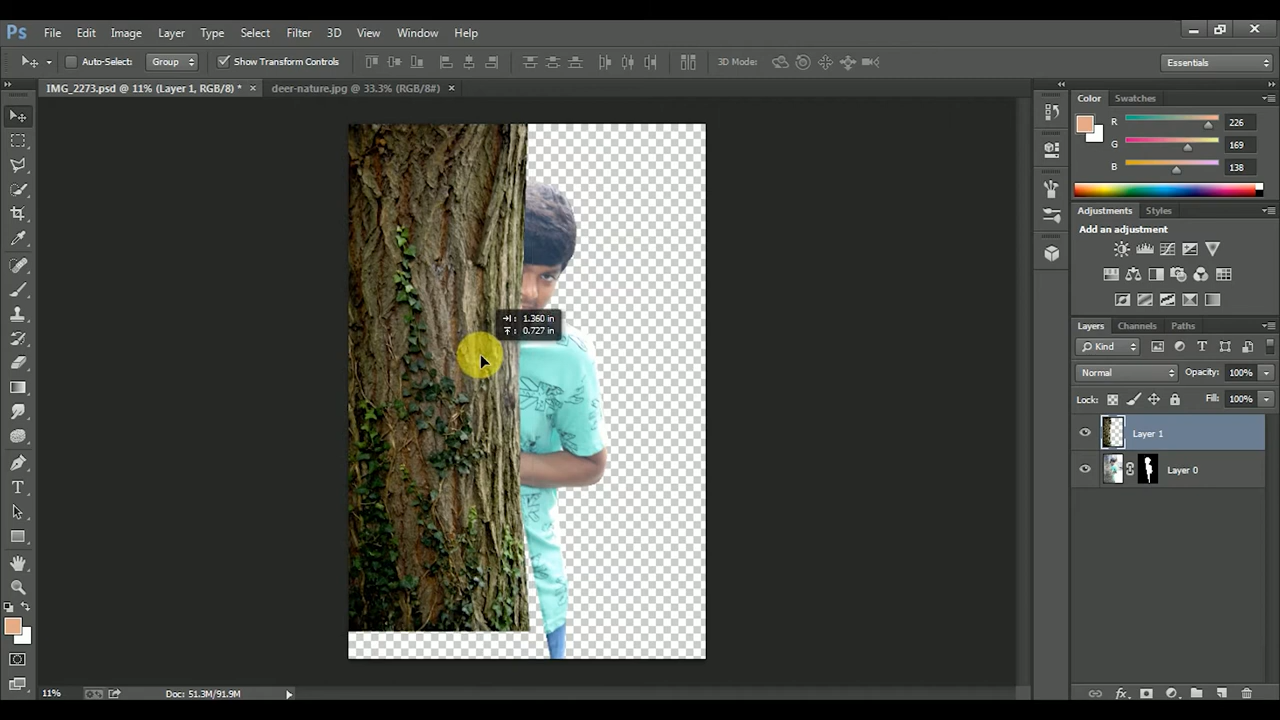 Ps File Edit Image Layer Type Select Filter 3D View Window Help
Auto-Select: Group Show Transform Controls 3D Mode: Essentials
IMG_2273.psd @ 11% (Layer 1, RGB/8) * × deer-nature.jpg @ 33.3% (RGB/8#) ×
Color Swatches
R 226
G 169
B 138
Adjustments Styles
Add an adjustment
Layers Channels Paths
Kind
Normal Opacity: 100%
Lock: Fill: 100%
Layer 1
Layer 0
: 1.360 in
: 0.727 in
11% Doc: 51.3M/91.9M